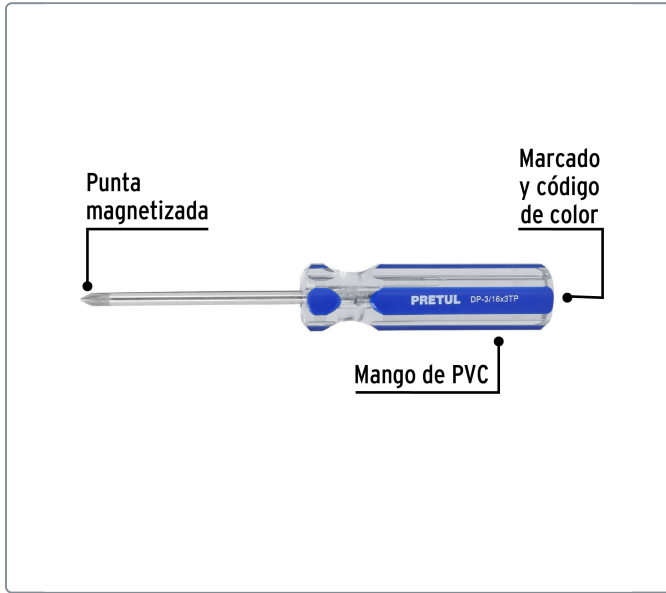 Marcado
y código
de color
Punta
magnetizada
PRETUL DP-3/16x3TP
Mango de PVC